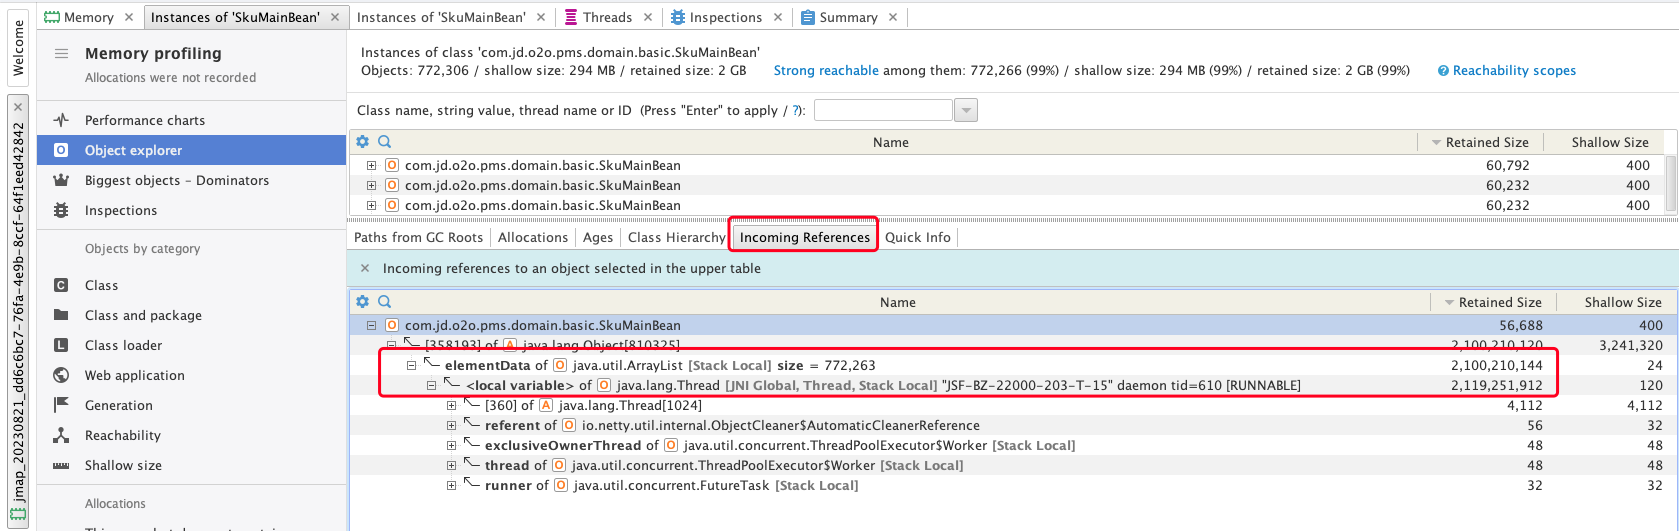 Memory
Instances of 'SkuMainBean'
Instances of 'SkuMainBean'
Threads
Inspections
Summary
Welcome
jmap_20230821_dd6c6bc7-76fa-4e9b-8ccf-64f1eed42842
Memory profiling
Allocations were not recorded
Performance charts
Object explorer
Biggest objects – Dominators
Inspections
Objects by category
Class
Class and package
Class loader
Web application
Generation
Reachability
Shallow size
Allocations
Instances of class 'com.jd.o2o.pms.domain.basic.SkuMainBean'
Objects: 772,306 / shallow size: 294 MB / retained size: 2 GB Strong reachable among them: 772,266 (99%) / shallow size: 294 MB (99%) / retained size: 2 GB (99%) ? Reachability scopes
Class name, string value, thread name or ID (Press "Enter" to apply / ?):
Name Retained Size Shallow Size
com.jd.o2o.pms.domain.basic.SkuMainBean 60,792 400
com.jd.o2o.pms.domain.basic.SkuMainBean 60,232 400
com.jd.o2o.pms.domain.basic.SkuMainBean 60,232 400
Paths from GC Roots Allocations Ages Class Hierarchy Incoming References Quick Info
Incoming references to an object selected in the upper table
Name Retained Size Shallow Size
com.jd.o2o.pms.domain.basic.SkuMainBean 56,688 400
[358193] of A java.lang.Object[810325] 2,100,210,120 3,241,320
elementData of O java.util.ArrayList [Stack Local] size = 772,263 2,100,210,144 24
<local variable> of O java.lang.Thread [JNI Global, Thread, Stack Local] "JSF-BZ-22000-203-T-15" daemon tid=610 [RUNNABLE] 2,119,251,912 120
[360] of A java.lang.Thread[1024] 4,112 4,112
referent of O io.netty.util.internal.ObjectCleaner$AutomaticCleanerReference 56 32
exclusiveOwnerThread of O java.util.concurrent.ThreadPoolExecutor$Worker [Stack Local] 48 48
thread of O java.util.concurrent.ThreadPoolExecutor$Worker [Stack Local] 48 48
runner of O java.util.concurrent.FutureTask [Stack Local] 32 32